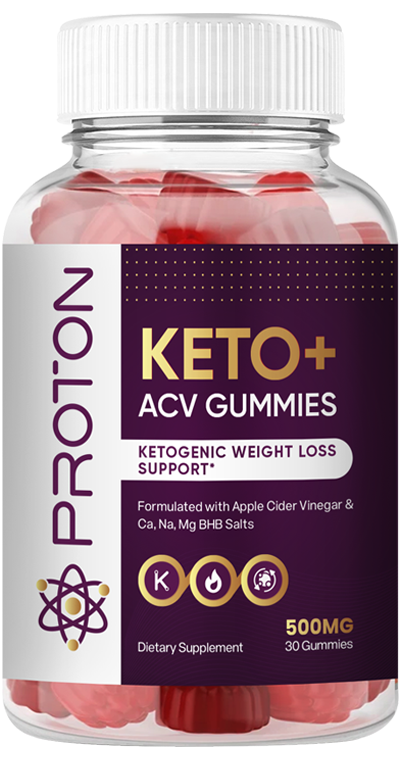 PROTON
KETO+
ACV GUMMIES
KETOGENIC WEIGHT LOSS
SUPPORT*
Formulated with Apple Cider Vinegar &
Ca, Na, Mg BHB Salts
K
500MG
Dietary Supplement
30 Gummies